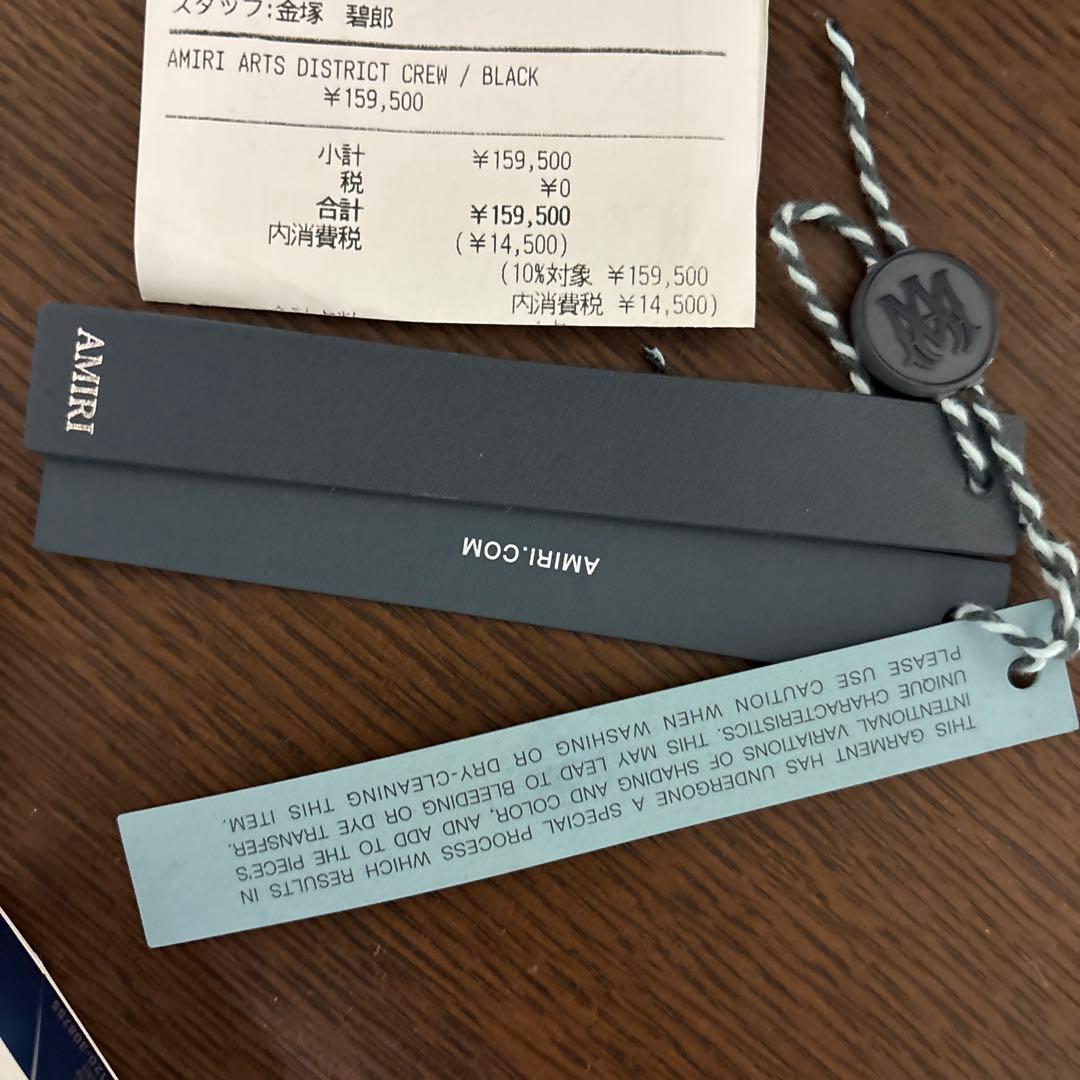 スタッフ:金塚 碧郎
AMIRI ARTS DISTRICT CREW / BLACK
¥159,500
小計 ¥159,500
税 ¥0
合計 ¥159,500
内消費税 (¥14,500)
(10%対象 ¥159,500
内消費税 ¥14,500)
AMIRI
AMIRI.COM
THIS GARMENT HAS UNDERGONE A SPECIAL PROCESS WHICH RESULTS IN
INTENTIONAL VARIATIONS OF SHADING AND COLOR, AND ADD TO THE PIECE'S
UNIQUE CHARACTERISTICS. THIS MAY LEAD TO BLEEDING OR DYE TRANSFER.
PLEASE USE CAUTION WHEN WASHING OR DRY-CLEANING THIS ITEM.